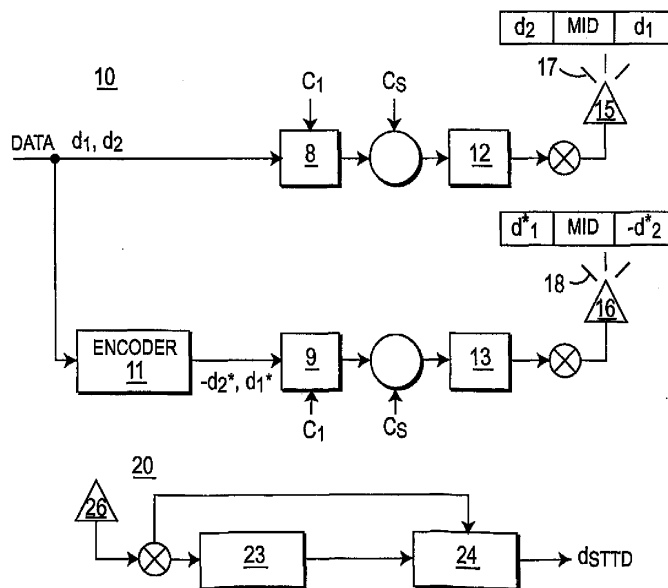 d2 MID d1
10
17
C1 CS
15
DATA d1, d2
8
12
d*1 MID -d*2
18
16
ENCODER
11
-d2*, d1*
9
13
C1 CS
20
26
23
24
dSTTD